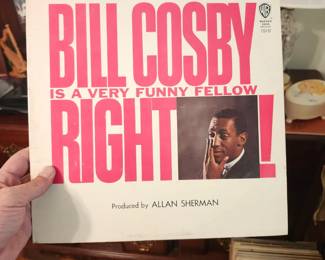 BILL COSBY
IS A VERY FUNNY FELLOW
RIGHT!
Produced by ALLAN SHERMAN